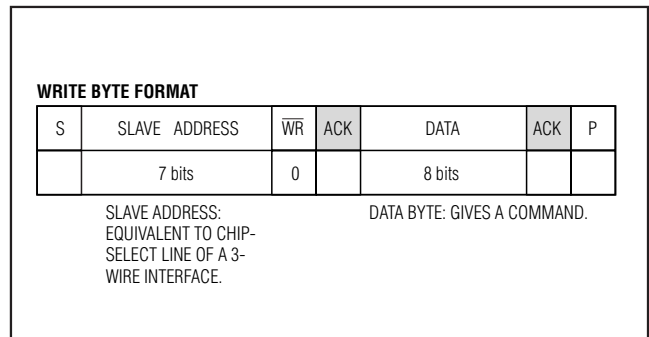 WRITE BYTE FORMAT
S SLAVE ADDRESS W̅R̅ ACK DATA ACK P
7 bits 0 8 bits
SLAVE ADDRESS:
EQUIVALENT TO CHIP-
SELECT LINE OF A 3-
WIRE INTERFACE.
DATA BYTE: GIVES A COMMAND.